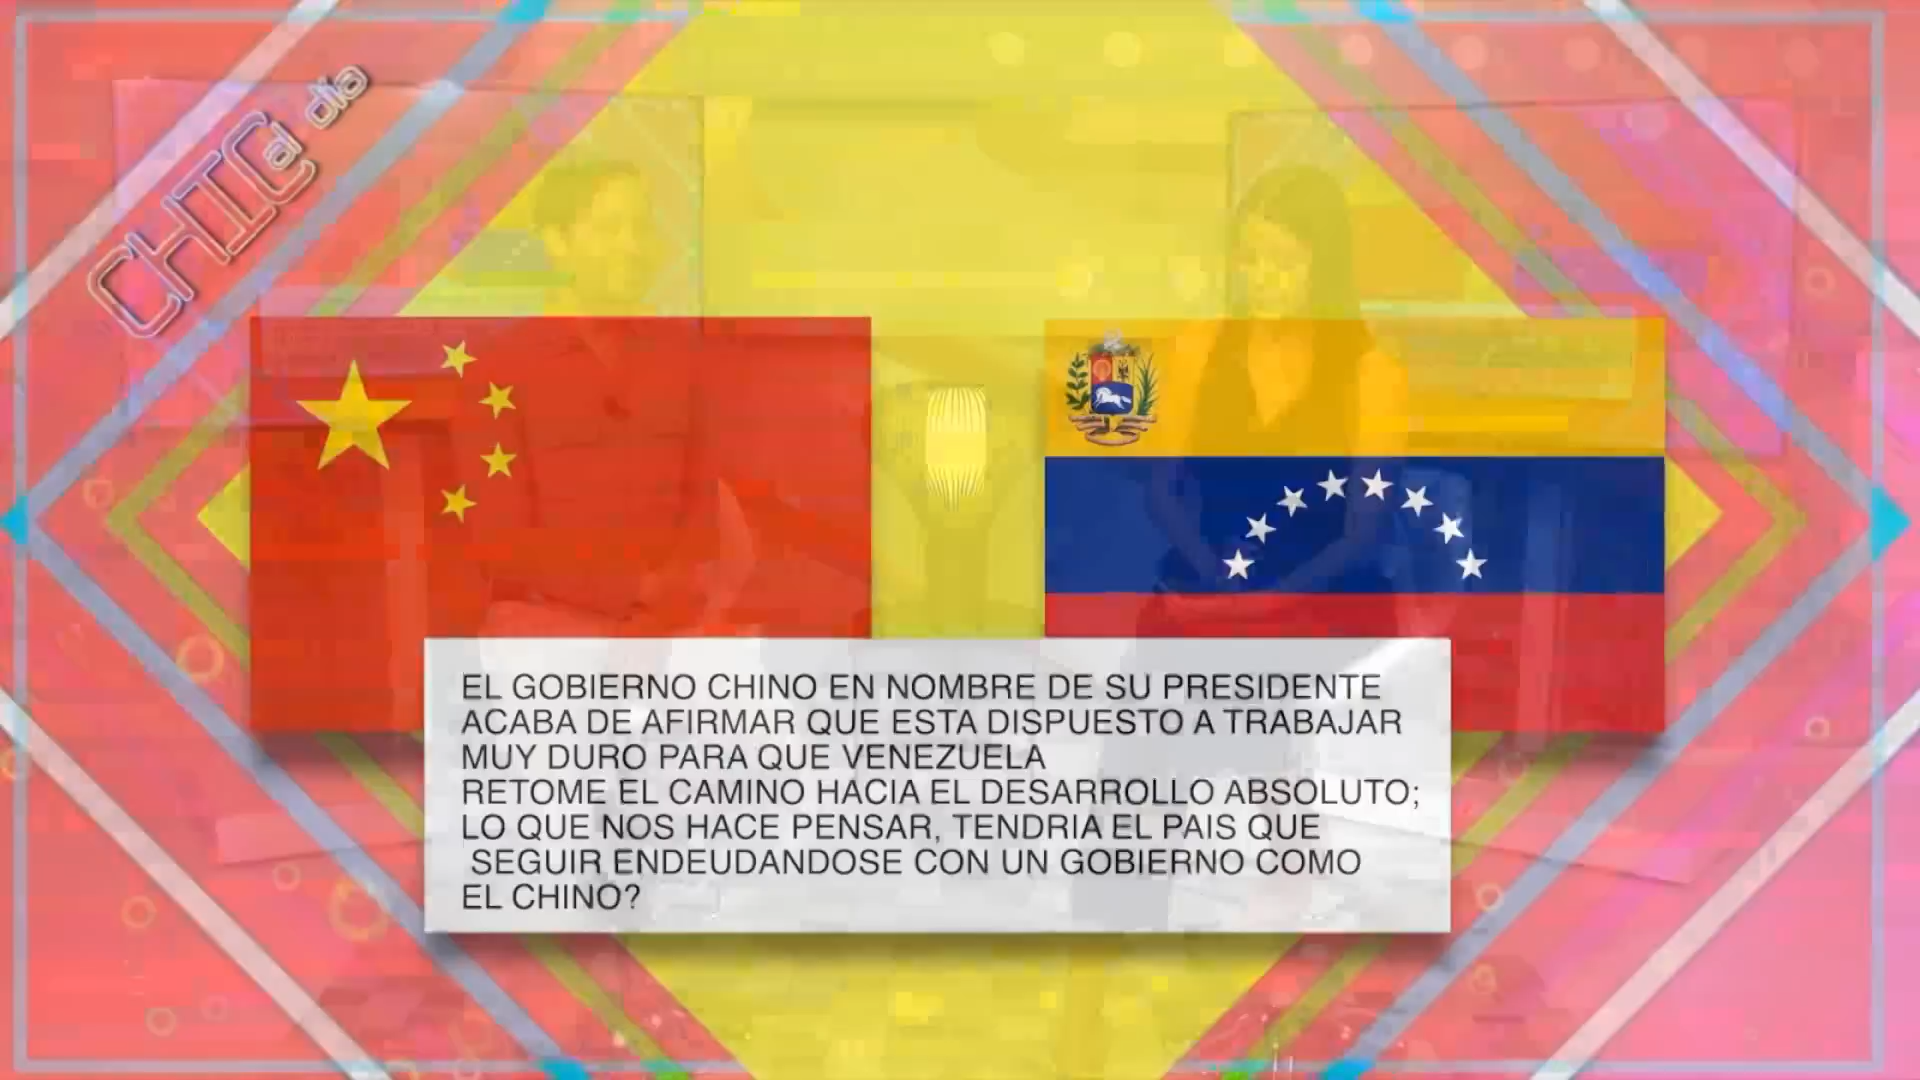 CHIC al día
EL GOBIERNO CHINO EN NOMBRE DE SU PRESIDENTE
ACABA DE AFIRMAR QUE ESTA DISPUESTO A TRABAJAR
MUY DURO PARA QUE VENEZUELA
RETOME EL CAMINO HACIA EL DESARROLLO ABSOLUTO;
LO QUE NOS HACE PENSAR, TENDRIA EL PAIS QUE
SEGUIR ENDEUDANDOSE CON UN GOBIERNO COMO
EL CHINO?